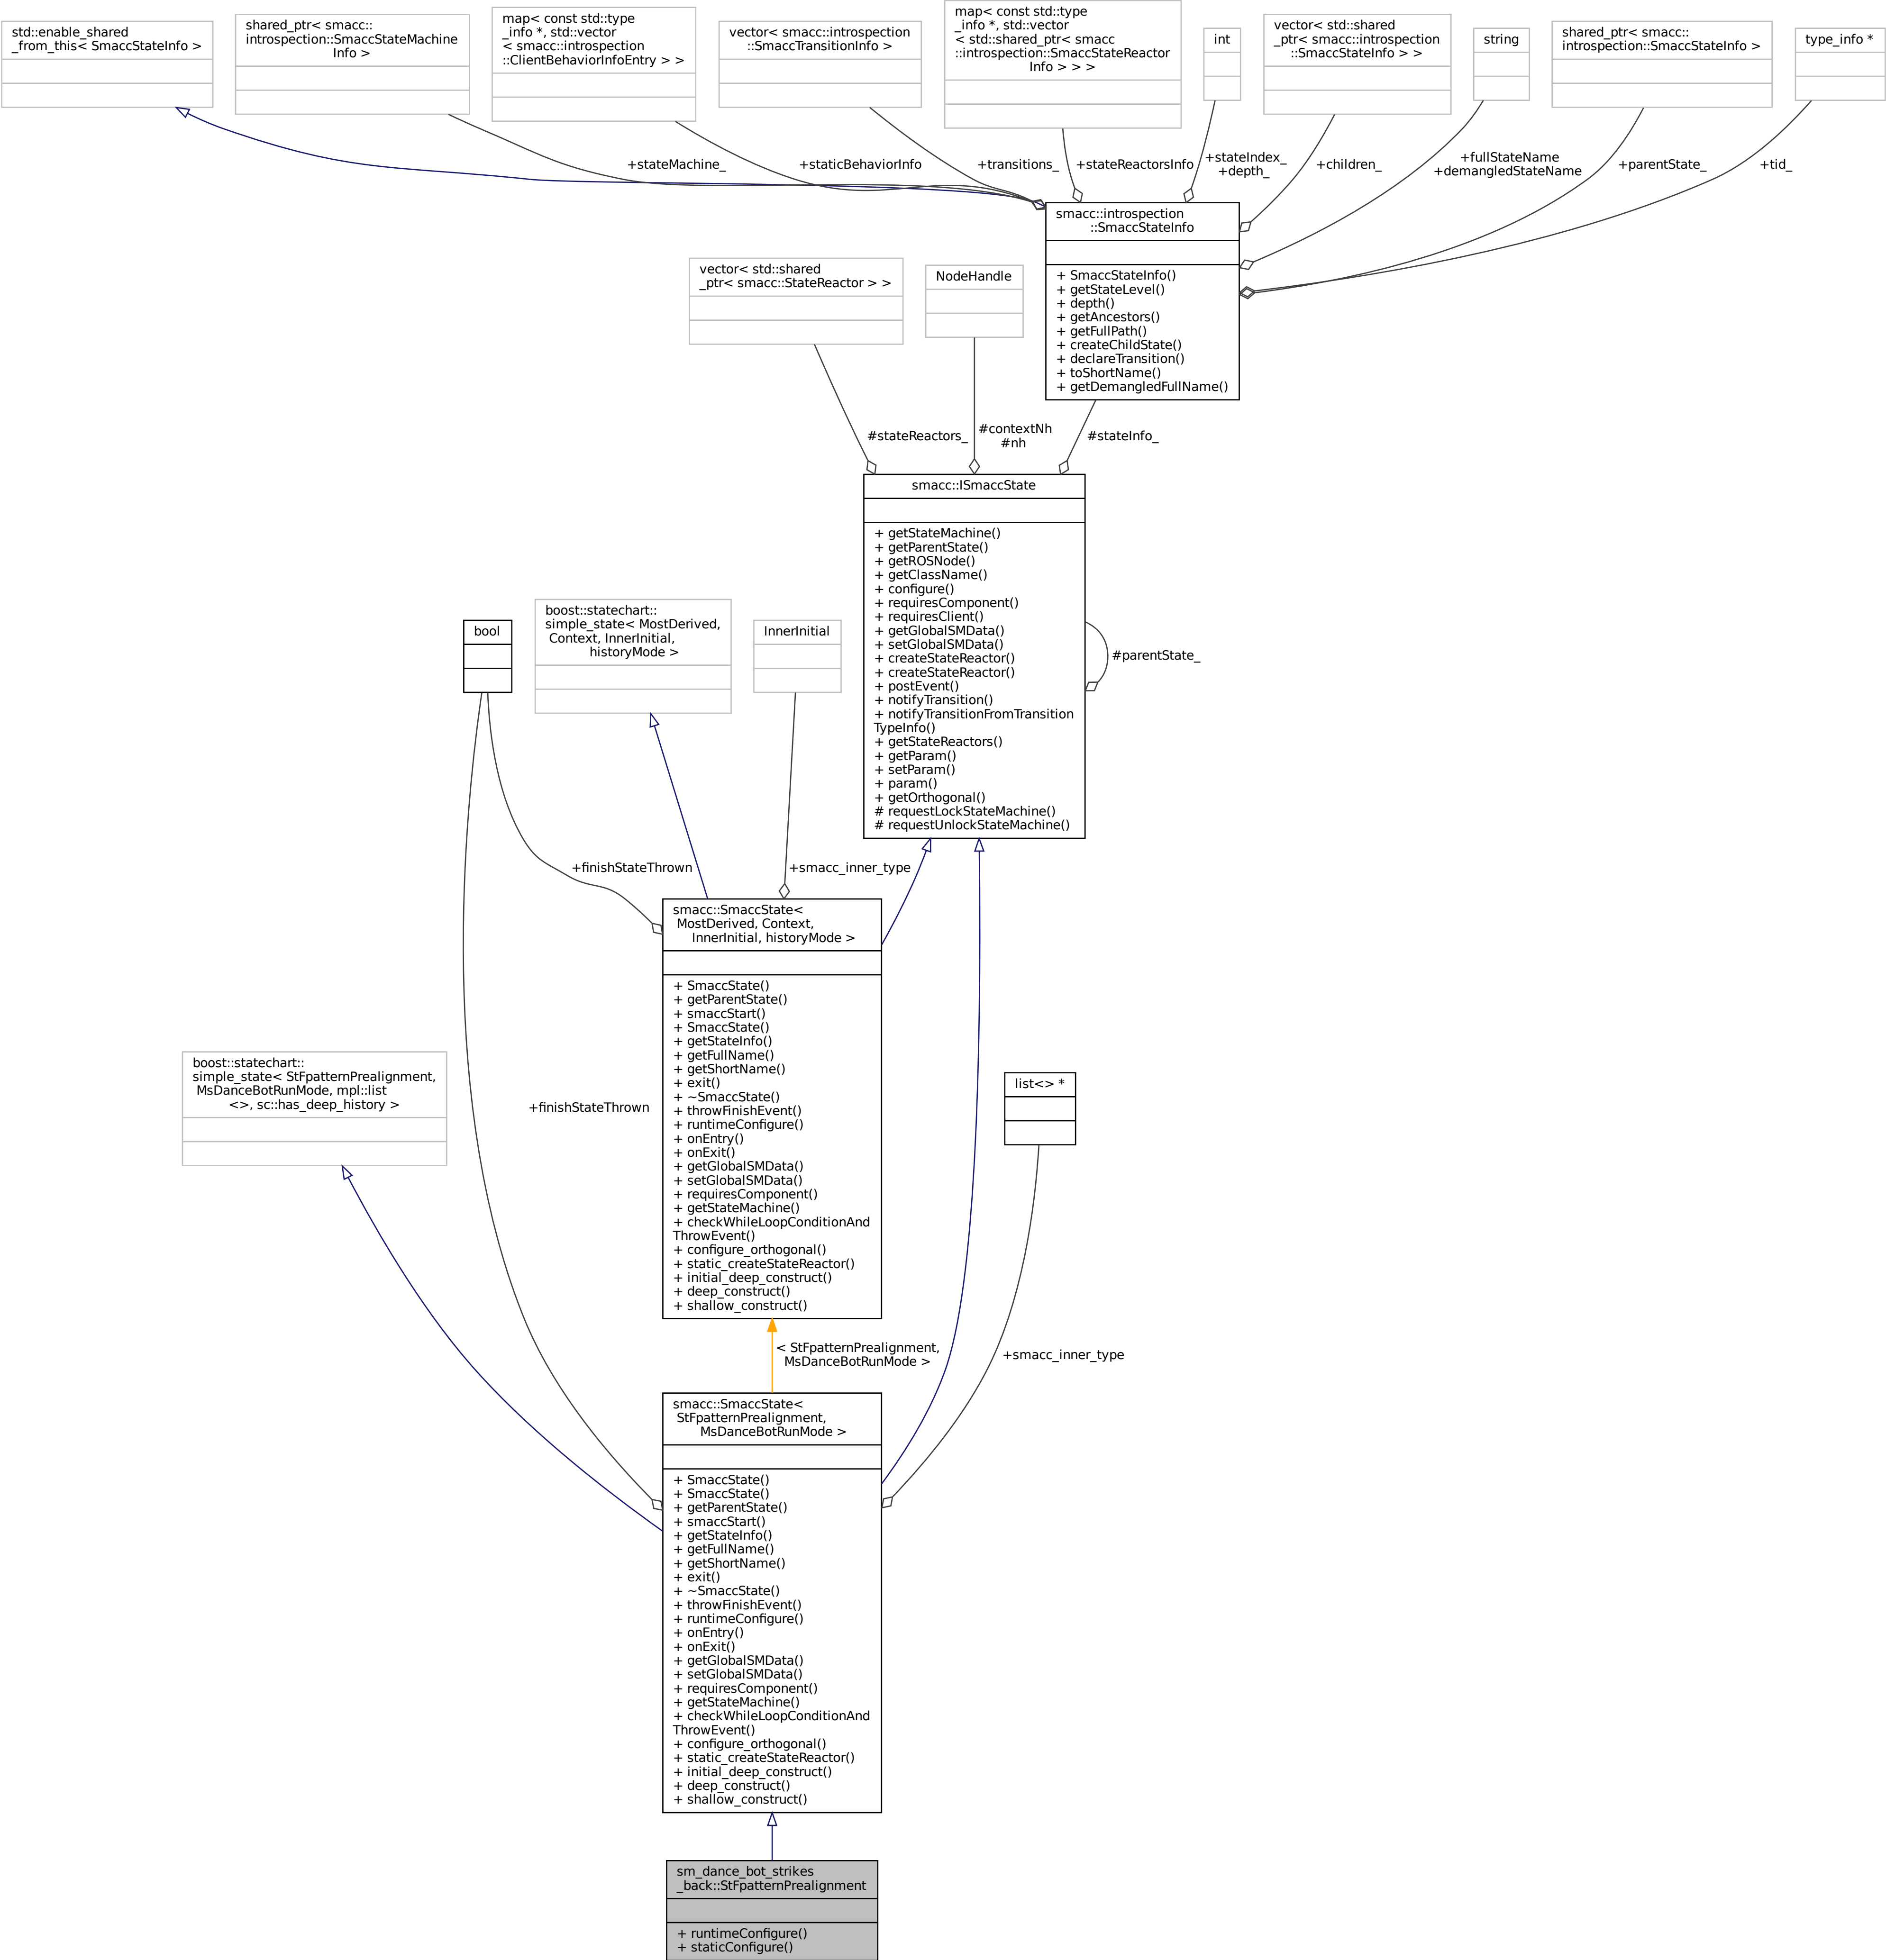 std::enable_shared
_from_this< SmaccStateInfo >
shared_ptr< smacc::
introspection::SmaccStateMachine
Info >
map< const std::type
_info *, std::vector
< smacc::introspection
::ClientBehaviorInfoEntry > >
vector< smacc::introspection
::SmaccTransitionInfo >
map< const std::type
_info *, std::vector
< std::shared_ptr< smacc
::introspection::SmaccStateReactor
Info > > >
int
vector< std::shared
_ptr< smacc::introspection
::SmaccStateInfo > >
string
shared_ptr< smacc::
introspection::SmaccStateInfo >
type_info *
+stateMachine_
+staticBehaviorInfo
+transitions_
+stateReactorsInfo
+stateIndex_
+depth_
+children_
+fullStateName
+demangledStateName
+parentState_
+tid_
smacc::introspection
::SmaccStateInfo
+ SmaccStateInfo()
+ getStateLevel()
+ depth()
+ getAncestors()
+ getFullPath()
+ createChildState()
+ declareTransition()
+ toShortName()
+ getDemangledFullName()
vector< std::shared
_ptr< smacc::StateReactor > >
NodeHandle
#stateReactors_
#contextNh
#nh
#stateInfo_
smacc::ISmaccState
+ getStateMachine()
+ getParentState()
+ getROSNode()
+ getClassName()
+ configure()
+ requiresComponent()
+ requiresClient()
+ getGlobalSMData()
+ setGlobalSMData()
+ createStateReactor()
+ createStateReactor()
+ postEvent()
+ notifyTransition()
+ notifyTransitionFromTransition
TypeInfo()
+ getStateReactors()
+ getParam()
+ setParam()
+ param()
+ getOrthogonal()
# requestLockStateMachine()
# requestUnlockStateMachine()
#parentState_
bool
boost::statechart::
simple_state< MostDerived,
Context, InnerInitial,
historyMode >
InnerInitial
+finishStateThrown
+smacc_inner_type
smacc::SmaccState<
MostDerived, Context,
InnerInitial, historyMode >
+ SmaccState()
+ getParentState()
+ smaccStart()
+ SmaccState()
+ getStateInfo()
+ getFullName()
+ getShortName()
+ exit()
+ ~SmaccState()
+ throwFinishEvent()
+ runtimeConfigure()
+ onEntry()
+ onExit()
+ getGlobalSMData()
+ setGlobalSMData()
+ requiresComponent()
+ getStateMachine()
+ checkWhileLoopConditionAnd
ThrowEvent()
+ configure_orthogonal()
+ static_createStateReactor()
+ initial_deep_construct()
+ deep_construct()
+ shallow_construct()
boost::statechart::
simple_state< StFpatternPrealignment,
MsDanceBotRunMode, mpl::list
<>, sc::has_deep_history >
+finishStateThrown
list<> *
< StFpatternPrealignment,
MsDanceBotRunMode >
+smacc_inner_type
smacc::SmaccState<
StFpatternPrealignment,
MsDanceBotRunMode >
+ SmaccState()
+ SmaccState()
+ getParentState()
+ smaccStart()
+ getStateInfo()
+ getFullName()
+ getShortName()
+ exit()
+ ~SmaccState()
+ throwFinishEvent()
+ runtimeConfigure()
+ onEntry()
+ onExit()
+ getGlobalSMData()
+ setGlobalSMData()
+ requiresComponent()
+ getStateMachine()
+ checkWhileLoopConditionAnd
ThrowEvent()
+ configure_orthogonal()
+ static_createStateReactor()
+ initial_deep_construct()
+ deep_construct()
+ shallow_construct()
sm_dance_bot_strikes
_back::StFpatternPrealignment
+ runtimeConfigure()
+ staticConfigure()